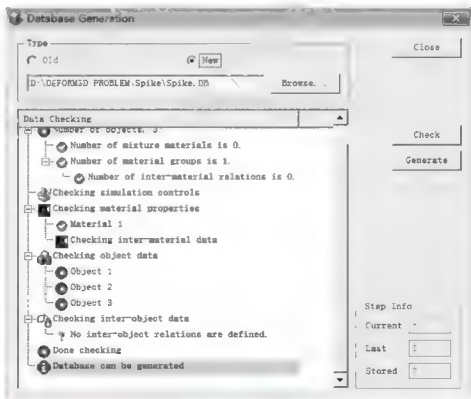 Database Generation
Type
Old
New
D:\DEFORM3D PROBLEM\Spike\Spike.DB
Browse...
Close
Data Checking
Number of objects, 3
Number of mixture materials is 0.
Number of material groups is 1.
Number of inter-material relations is 0.
Checking simulation controls
Checking material properties
Material 1
Checking inter-material data
Checking object data
Object 1
Object 2
Object 3
Checking inter-object data
No inter-object relations are defined.
Done checking
Database can be generated
Check
Generate
Step Info
Current
Last
Stored